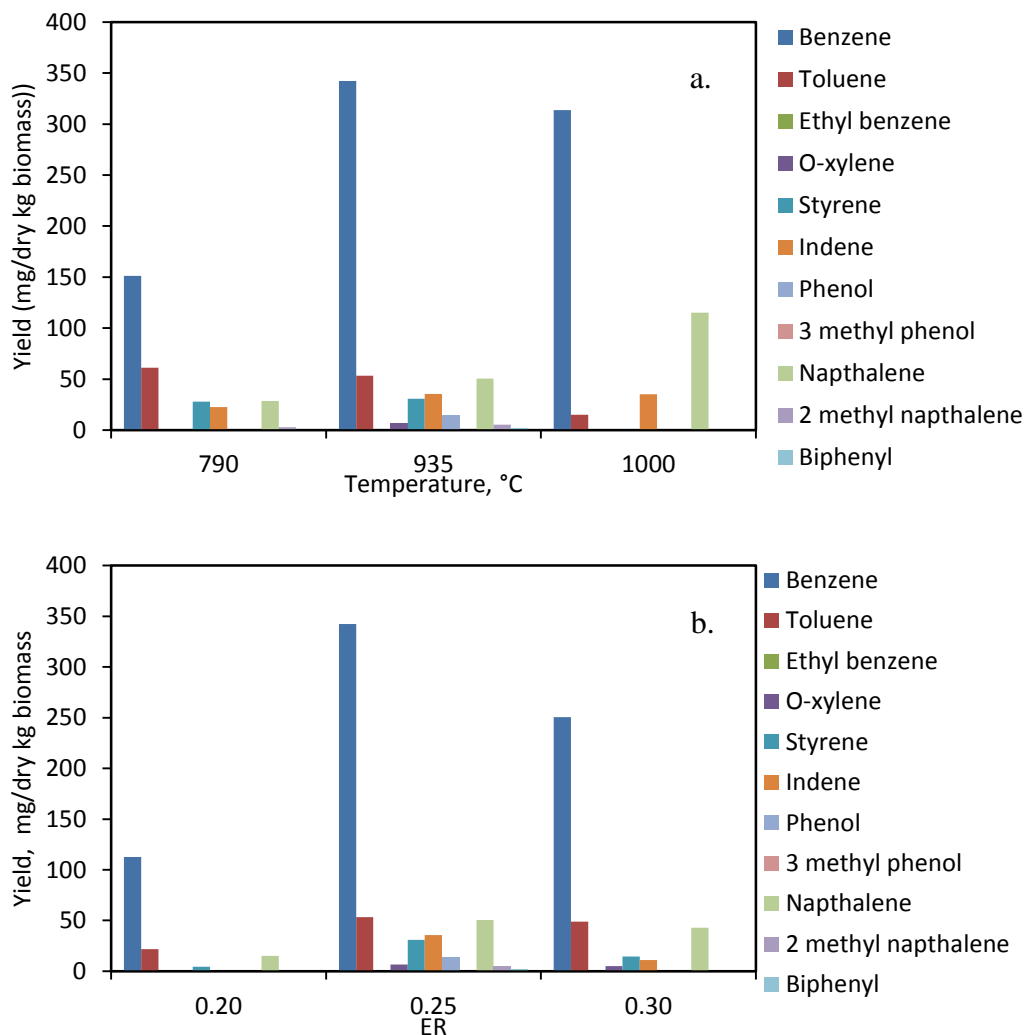 400
350
300
250
200
150
100
50
0
Yield (mg/dry kg biomass))
a.
790 935 1000
Temperature, °C
Benzene
Toluene
Ethyl benzene
O-xylene
Styrene
Indene
Phenol
3 methyl phenol
Napthalene
2 methyl napthalene
Biphenyl
400
350
300
250
200
150
100
50
0
Yield, mg/dry kg biomass
b.
0.20 0.25 0.30
ER
Benzene
Toluene
Ethyl benzene
O-xylene
Styrene
Indene
Phenol
3 methyl phenol
Napthalene
2 methyl napthalene
Biphenyl